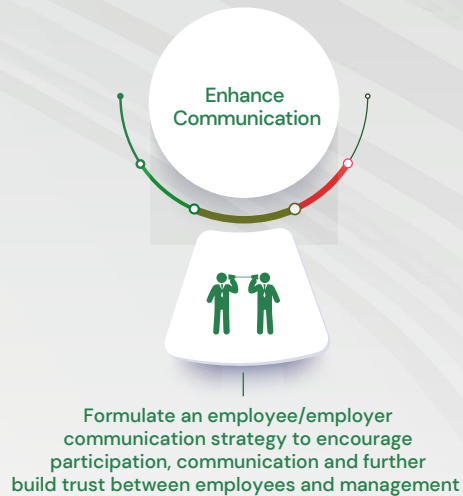 Enhance
Communication
Formulate an employee/employer
communication strategy to encourage
participation, communication and further
build trust between employees and management